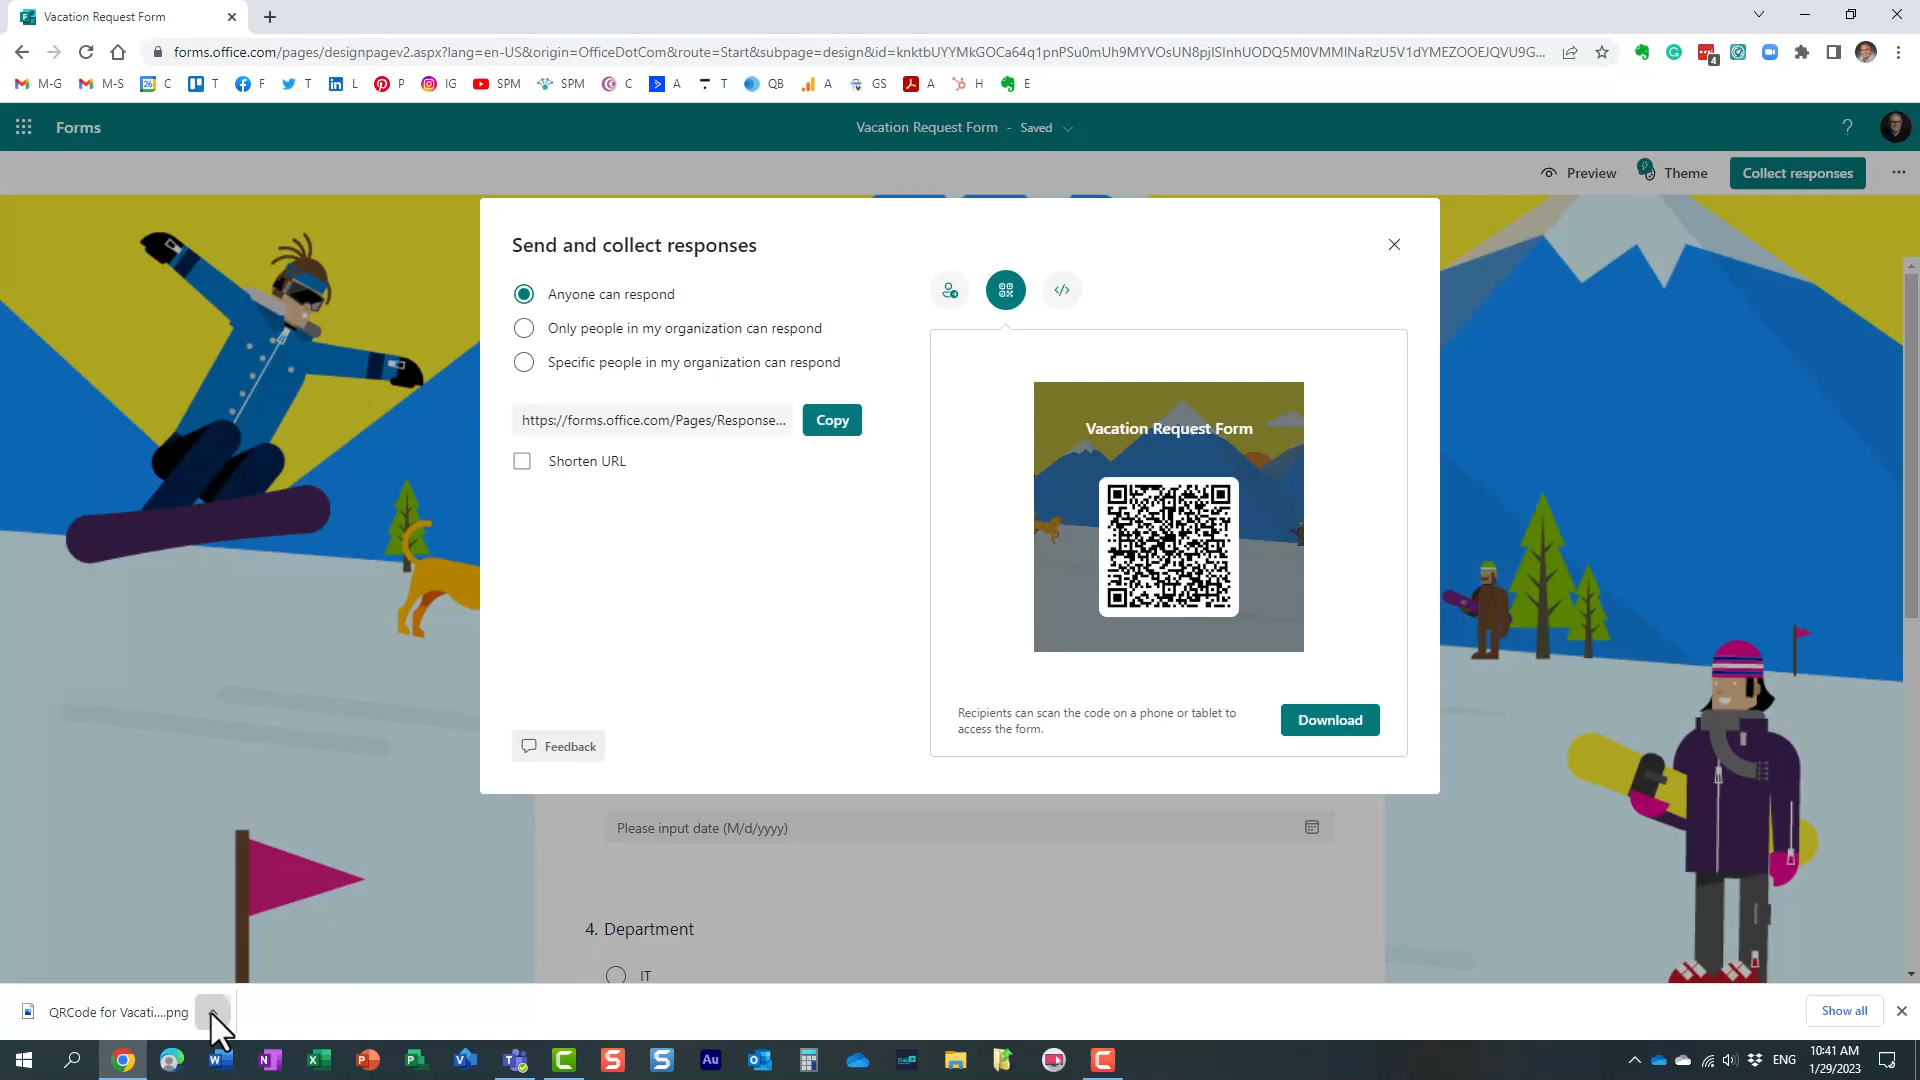 Vacation Request Form
forms.office.com/pages/designpagev2.aspx?lang=en-US&origin=OfficeDotCom&route=Start&subpage=design&id=
M-G M-S C T F T L P IG SPM SPM C A T QB A GS A H E
Forms
Vacation Request Form - Saved
?
Preview
Theme
Collect responses
Send and collect responses
Anyone can respond
Only people in my organization can respond
Specific people in my organization can respond
https://forms.office.com/Pages/Response...
Copy
Shorten URL
Vacation Request Form
Recipients can scan the code on a phone or tablet to
access the form.
Download
Feedback
Please input date (M/d/yyyy)
4. Department
IT
QRCode for Vacati....png
Show all
ENG
10:41 AM
1/29/2023